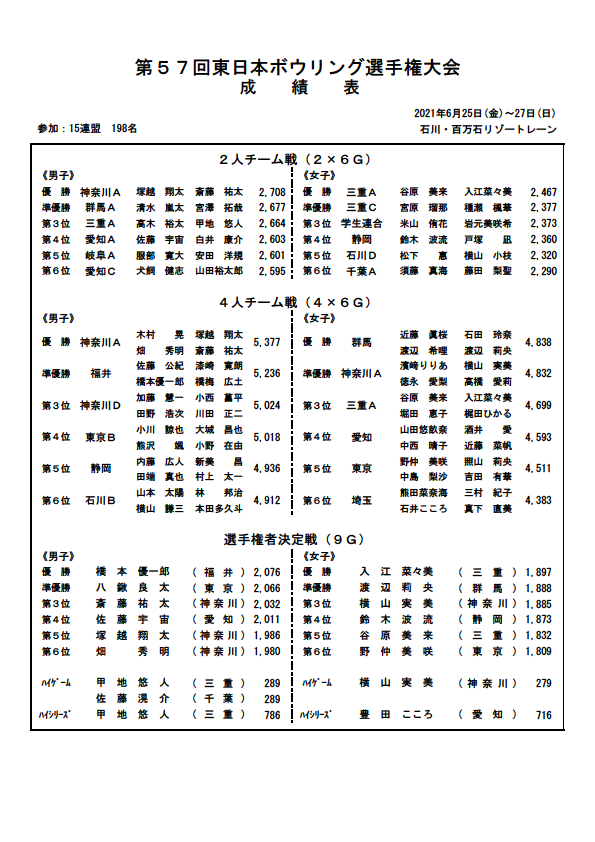 第５７回東日本ボウリング選手権大会
成　績　表
2021年6月25日(金)～27日(日)
参加：15連盟　198名
石川・百万石リゾートレーン
２人チーム戦（２×６Ｇ）
《男子》
優　勝　神奈川Ａ　塚越　翔太　斎藤　祐太　2,708
準優勝　群馬Ａ　清水　嵐太　宮澤　拓哉　2,677
第３位　三重Ａ　高木　裕太　甲地　悠人　2,664
第４位　愛知Ａ　佐藤　宇宙　白井　康介　2,603
第５位　岐阜Ａ　服部　寛大　安田　洋規　2,601
第６位　愛知Ｃ　犬飼　健志　山田裕太郎　2,595
《女子》
優　勝　三重Ａ　谷原　美来　入江菜々美　2,467
準優勝　三重Ｃ　宮原　瑠那　種瀬　楓華　2,377
第３位　学生連合　米山　侑花　岩元美咲希　2,373
第４位　静岡　鈴木　波流　戸塚　凪　2,360
第５位　石川Ｄ　松下　恵　横山　小枝　2,320
第６位　千葉Ａ　須藤　真海　藤田　梨聖　2,290
４人チーム戦（４×６Ｇ）
《男子》
木村　晃　塚越　翔太
優　勝　神奈川Ａ　5,377
畑　秀明　斎藤　祐太
佐藤　公紀　漆崎　寛朗
準優勝　福井　5,236
橋本優一郎　橋梅　広土
加藤　慧一　小西　菖平
第３位　神奈川Ｄ　5,024
田野　浩次　川田　正二
小川　諒也　大城　昌也
第４位　東京Ｂ　5,018
熊沢　颯　小野　在由
内藤　広人　新美　昌
第５位　静岡　4,936
田端　真也　村上　太一
山本　太陽　林　邦治
第６位　石川Ｂ　4,912
横山　謙三　本田多久斗
《女子》
近藤　眞桜　石田　玲奈
優　勝　群馬　4,838
渡辺　希唯　渡辺　莉央
濱﨑りりあ　横山　実美
準優勝　神奈川Ａ　4,832
徳永　愛梨　高橋　愛莉
谷原　美来　入江菜々美
第３位　三重Ａ　4,699
堀田　恵子　梶田ひかる
山田悠畝奈　酒井　愛
第４位　愛知　4,593
中西　晴子　近藤　菜帆
野仲　美咲　照山　莉央
第５位　東京　4,511
中島　梨沙　吉田　有華
熊田菜奈海　三村　紀子
第６位　埼玉　4,383
石井こころ　真下　直美
選手権者決定戦（９Ｇ）
《男子》
優　勝　橋本優一郎　（福井）　2,076
準優勝　八鍬良太　（東京）　2,066
第３位　斎藤祐太　（神奈川）　2,032
第４位　佐藤宇宙　（愛知）　2,011
第５位　塚越翔太　（神奈川）　1,986
第６位　畑　秀明　（神奈川）　1,980
ﾊｲｹﾞｰﾑ　甲地悠人　（三重）　289
佐藤滉介　（千葉）　289
ﾊｲｼﾘｰｽﾞ　甲地悠人　（三重）　786
《女子》
優　勝　入江菜々美　（三重）　1,897
準優勝　渡辺莉央　（群馬）　1,888
第３位　横山実美　（神奈川）　1,885
第４位　鈴木波流　（静岡）　1,873
第５位　谷原美来　（三重）　1,832
第６位　野仲美咲　（東京）　1,809
ﾊｲｹﾞｰﾑ　横山実美　（神奈川）　279
ﾊｲｼﾘｰｽﾞ　豊田こころ　（愛知）　716